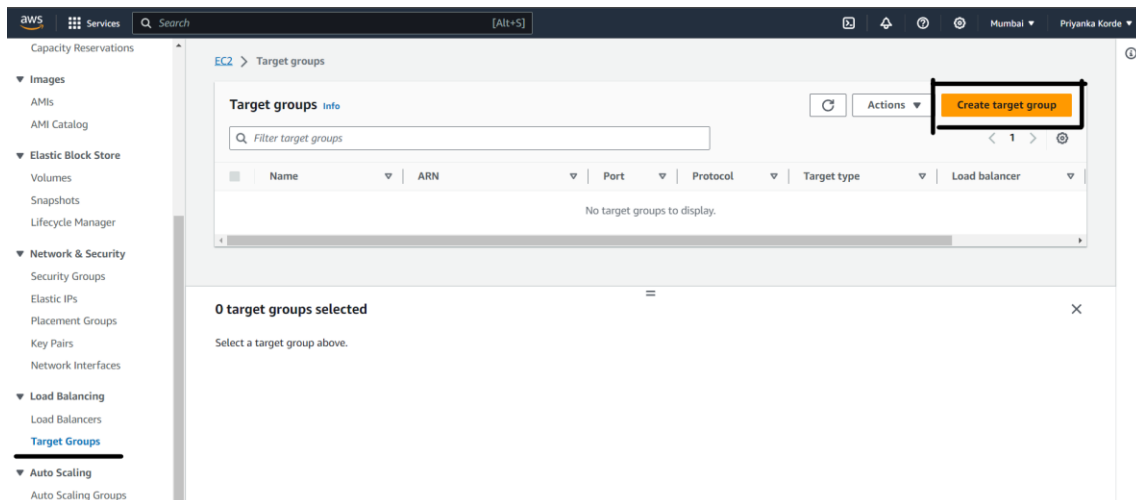 aws Services Search [Alt+S] Mumbai Priyanka Korde
Capacity Reservations
Images
AMIs
AMI Catalog
Elastic Block Store
Volumes
Snapshots
Lifecycle Manager
Network & Security
Security Groups
Elastic IPs
Placement Groups
Key Pairs
Network Interfaces
Load Balancing
Load Balancers
Target Groups
Auto Scaling
Auto Scaling Groups
EC2 > Target groups
Target groups Info Actions Create target group
Filter target groups < 1 >
Name ARN Port Protocol Target type Load balancer
No target groups to display.
0 target groups selected
Select a target group above.